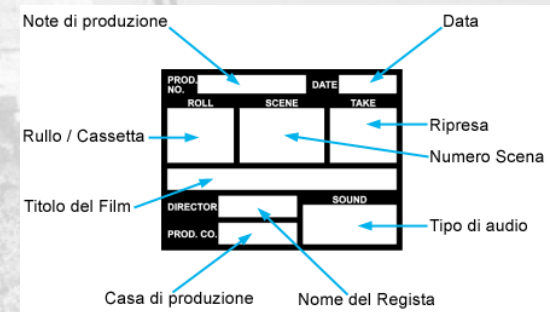 Note di produzione
Data
PROD.
NO.
DATE
ROLL
SCENE
TAKE
Rullo / Cassetta
Ripresa
Numero Scena
Titolo del Film
DIRECTOR
SOUND
Tipo di audio
PROD. CO.
Casa di produzione
Nome del Regista